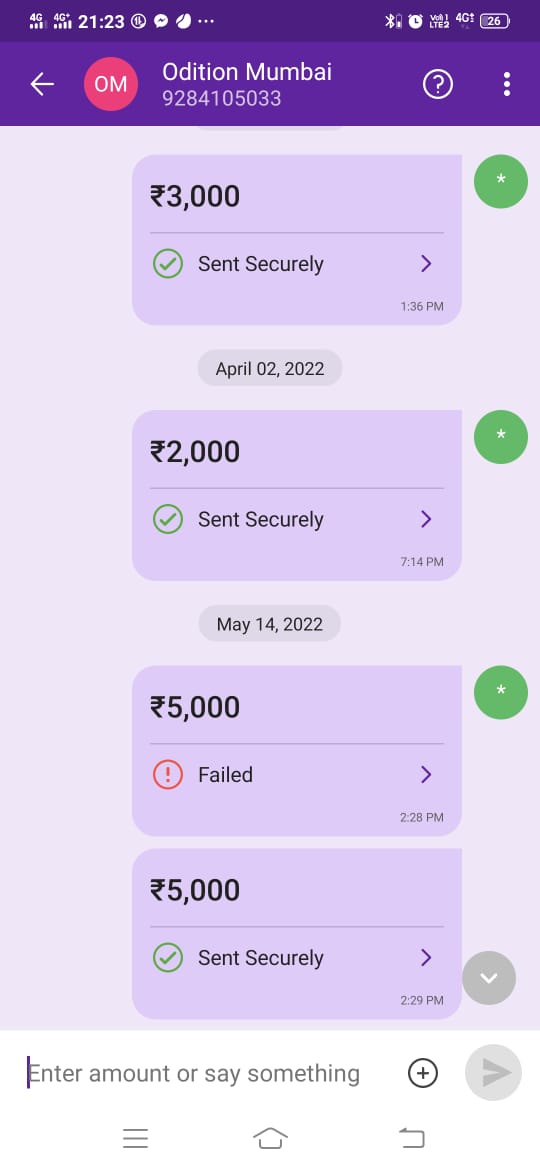 4G 4G+ 21:23 ... VoI) 1 LTE2 4G+ 26
OM Odition Mumbai
9284105033
₹3,000
*
Sent Securely
1:36 PM
April 02, 2022
₹2,000
*
Sent Securely
7:14 PM
May 14, 2022
₹5,000
*
Failed
2:28 PM
₹5,000
Sent Securely
2:29 PM
Enter amount or say something